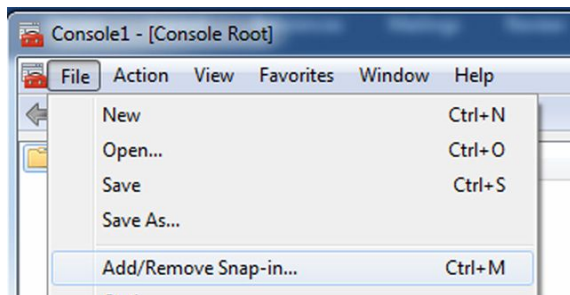 Console1 - [Console Root]
File Action View Favorites Window Help
New Ctrl+N
Open... Ctrl+O
Save Ctrl+S
Save As...
Add/Remove Snap-in... Ctrl+M